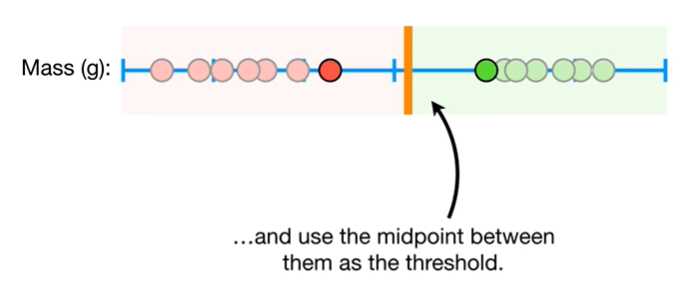 Mass (g):
…and use the midpoint between
them as the threshold.